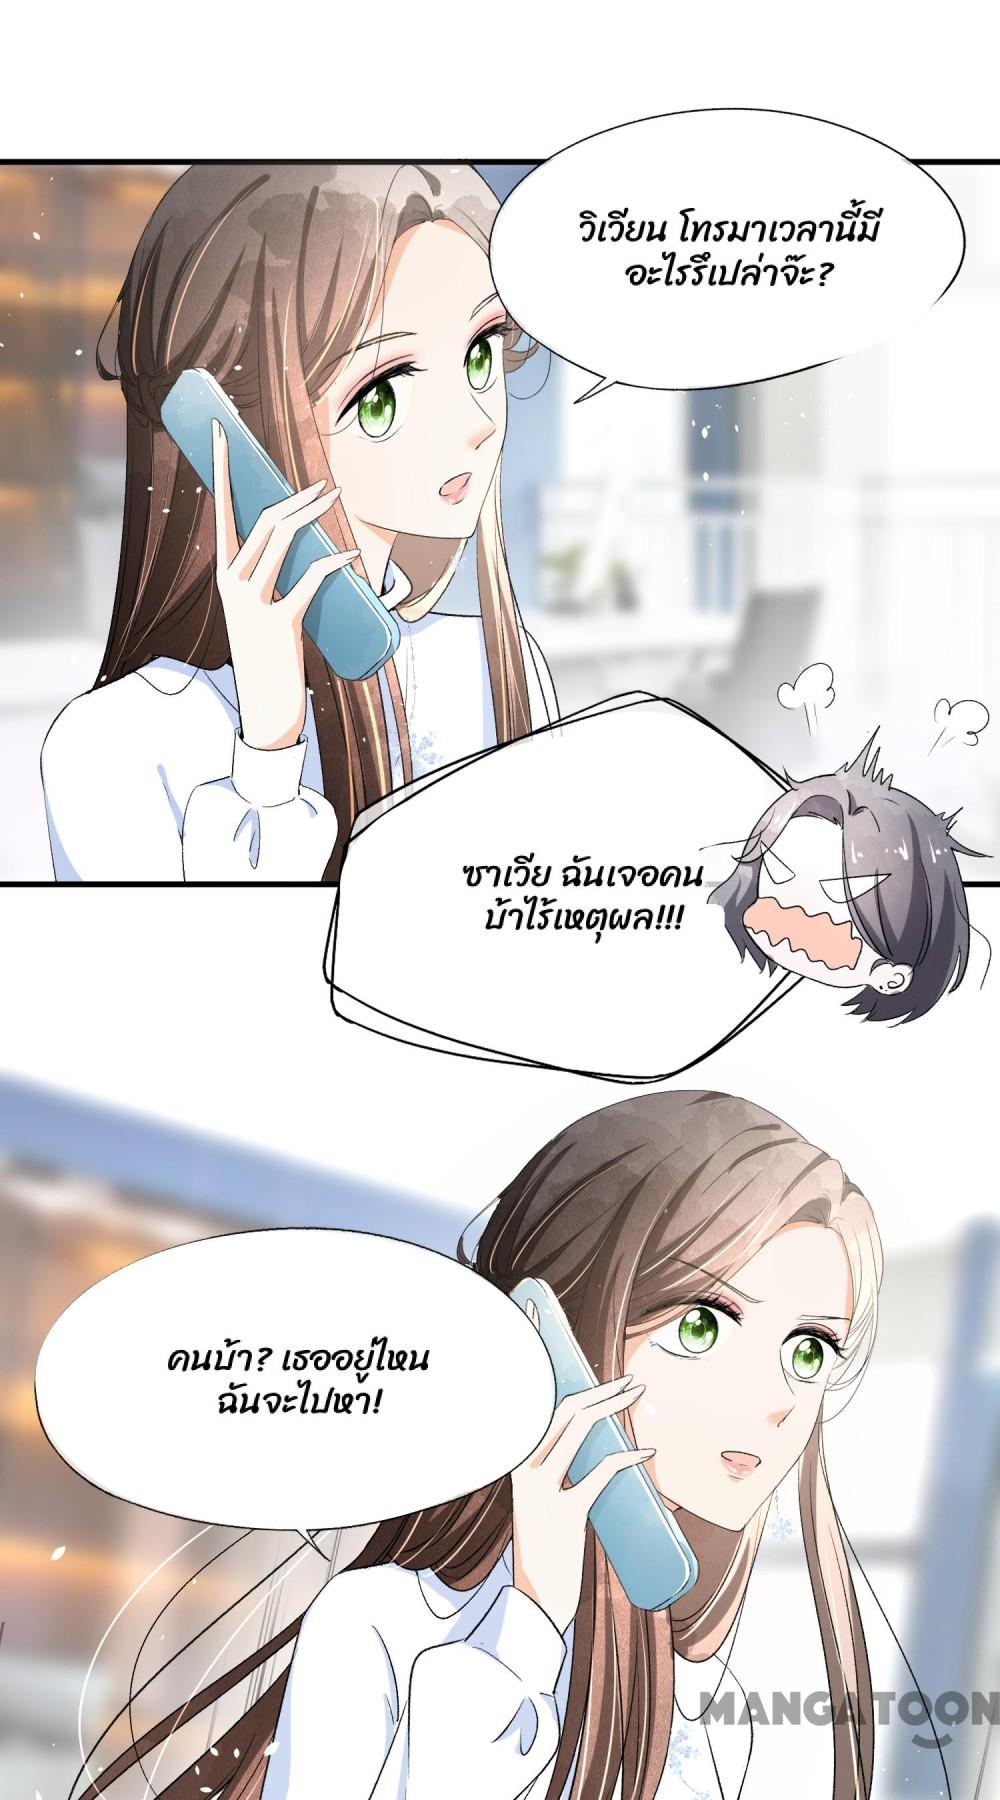 วิเวียน โทรมาเวลานี้มี
อะไรรึเปล่าจ๊ะ?
ซาเวีย ฉันเจอคน
บ้าไร้เหตุผล!!!
คนบ้า? เธออยู่ไหน
ฉันจะไปหา!
MANGATOON